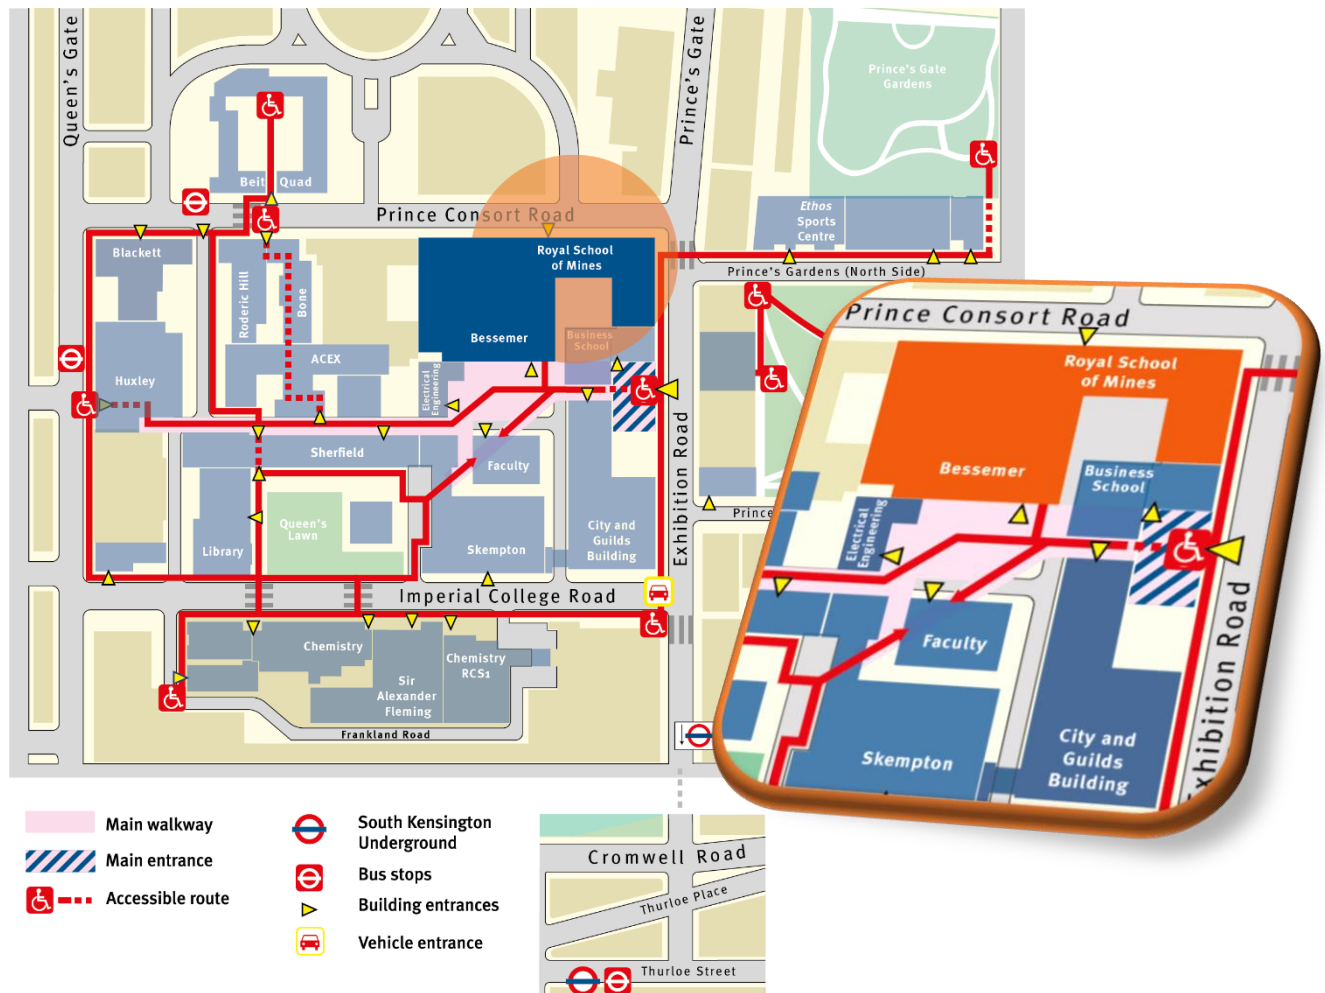 Queen's Gate
Prince's Gate
Prince's Gate
Gardens
Beit Quad
Prince Consort Road
Ethos
Sports
Centre
Blackett
Roderic Hill
Bone
Royal School
of Mines
Prince's Gardens (North Side)
Bessemer
Business
School
ACEX
Huxley
Electrical
Engineering
Sherfield
Faculty
Exhibition Road
Prince
Queen's
Lawn
Library
Skempton
City and
Guilds
Building
Imperial College Road
Chemistry
Chemistry
RCS1
Sir
Alexander
Fleming
Frankland Road
Prince Consort Road
Royal School
of Mines
Bessemer
Business
School
Electrical
Engineering
Faculty
Skempton
City and
Guilds
Building
Exhibition Road
Main walkway
Main entrance
Accessible route
South Kensington
Underground
Bus stops
Building entrances
Vehicle entrance
Cromwell Road
Thurloe Place
Thurloe Street